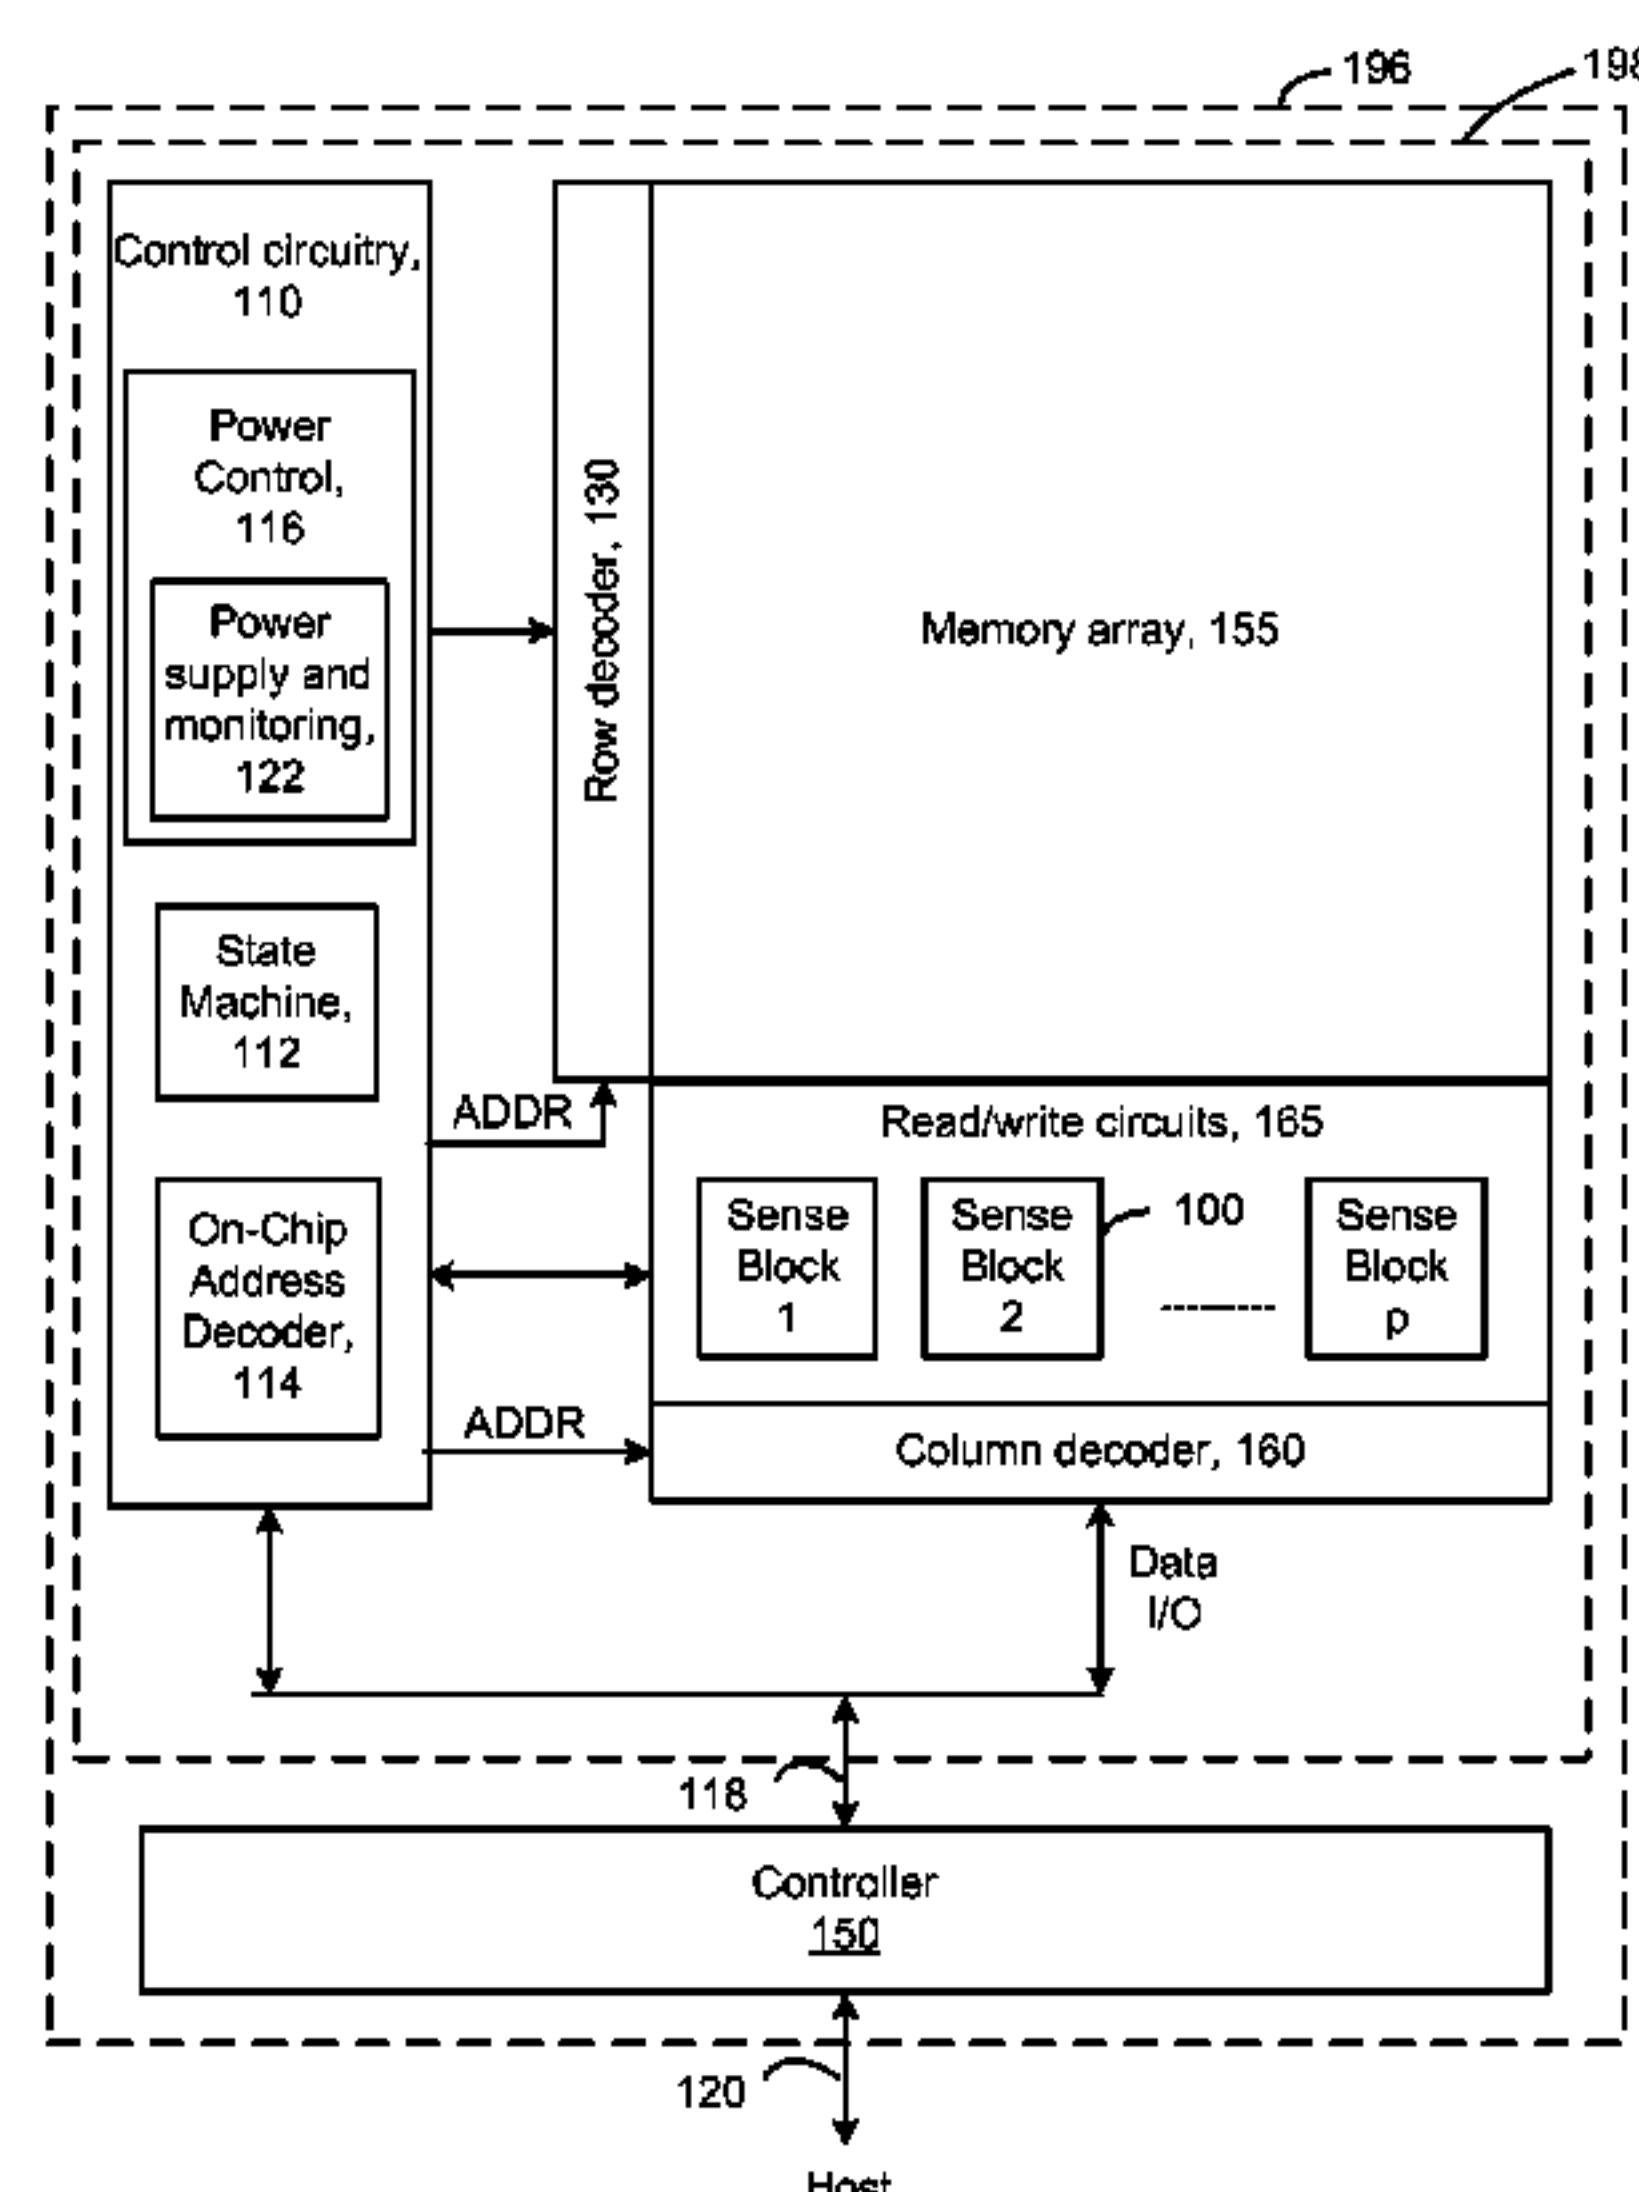 196
198
Control circuitry,
110
Power
Control,
116
Power
supply and
monitoring,
122
State
Machine,
112
On-Chip
Address
Decoder,
114
Row decoder, 130
Memory array, 155
ADDR
Read/write circuits, 165
Sense
Block
1
Sense
Block
2
100
Sense
Block
p
ADDR
Column decoder, 160
Data
I/O
118
Controller
150
120
Host